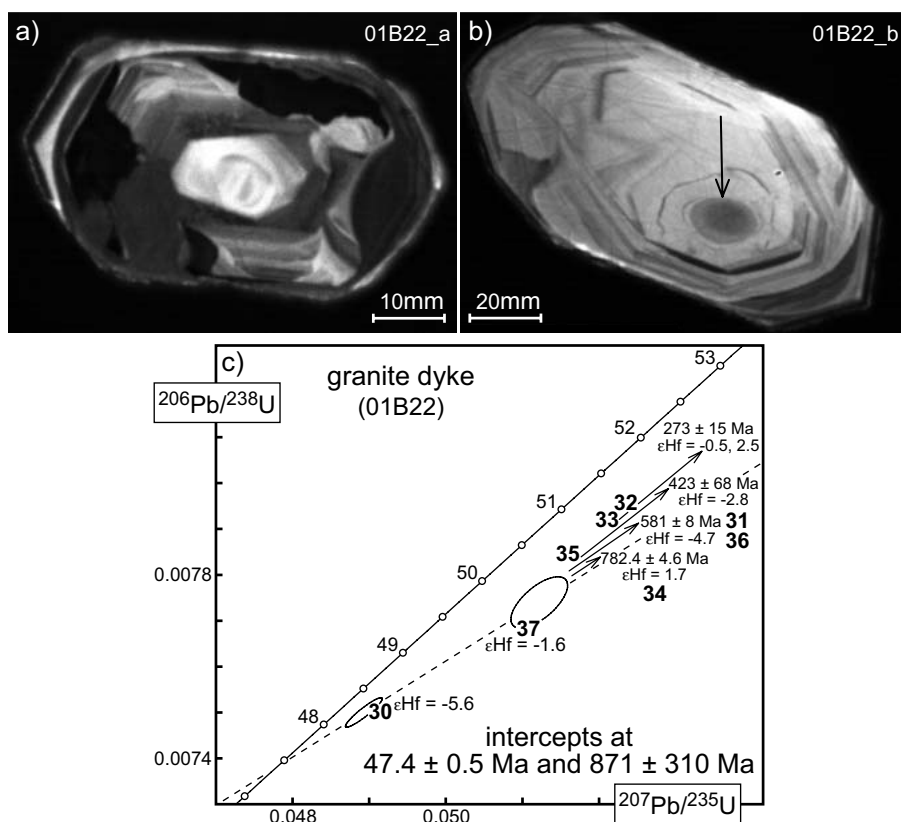 a)
01B22_a
10mm
b)
01B22_b
20mm
c)
granite dyke
(01B22)
²⁰⁶Pb/²³⁸U
53
52
51
50
49
48
273 ± 15 Ma
εHf = -0.5, 2.5
423 ± 68 Ma
εHf = -2.8
32
33
581 ± 8 Ma
31
εHf = -4.7
36
35
782.4 ± 4.6 Ma
εHf = 1.7
34
0.0078
37
εHf = -1.6
30
εHf = -5.6
0.0074
intercepts at
47.4 ± 0.5 Ma and 871 ± 310 Ma
0.048
0.050
²⁰⁷Pb/²³⁵U